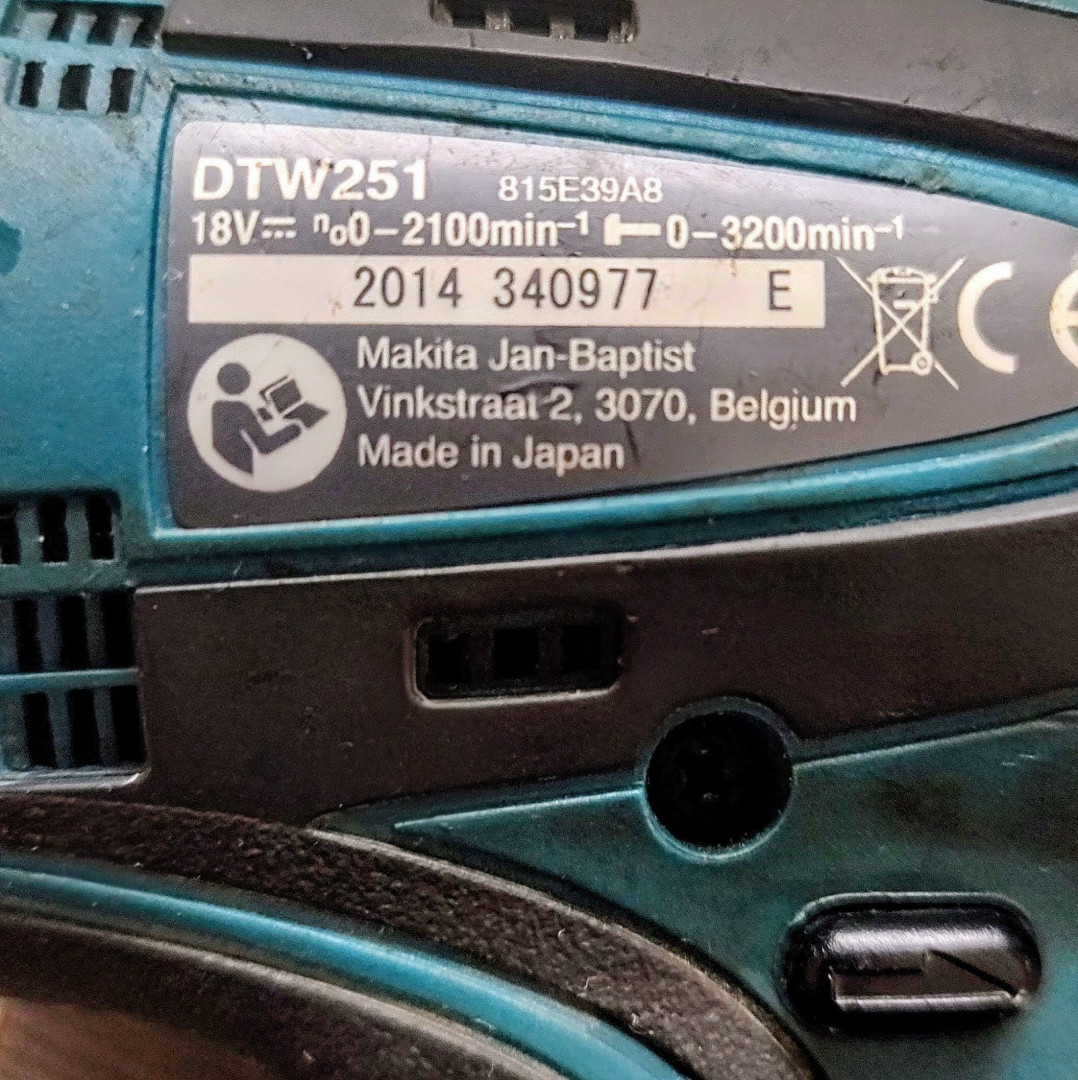 DTW251 815E39A8
18V⎓ n₀0–2100min⁻¹ 0–3200min⁻¹
2014 340977 E
CE
Makita Jan-Baptist
Vinkstraat 2, 3070, Belgium
Made in Japan